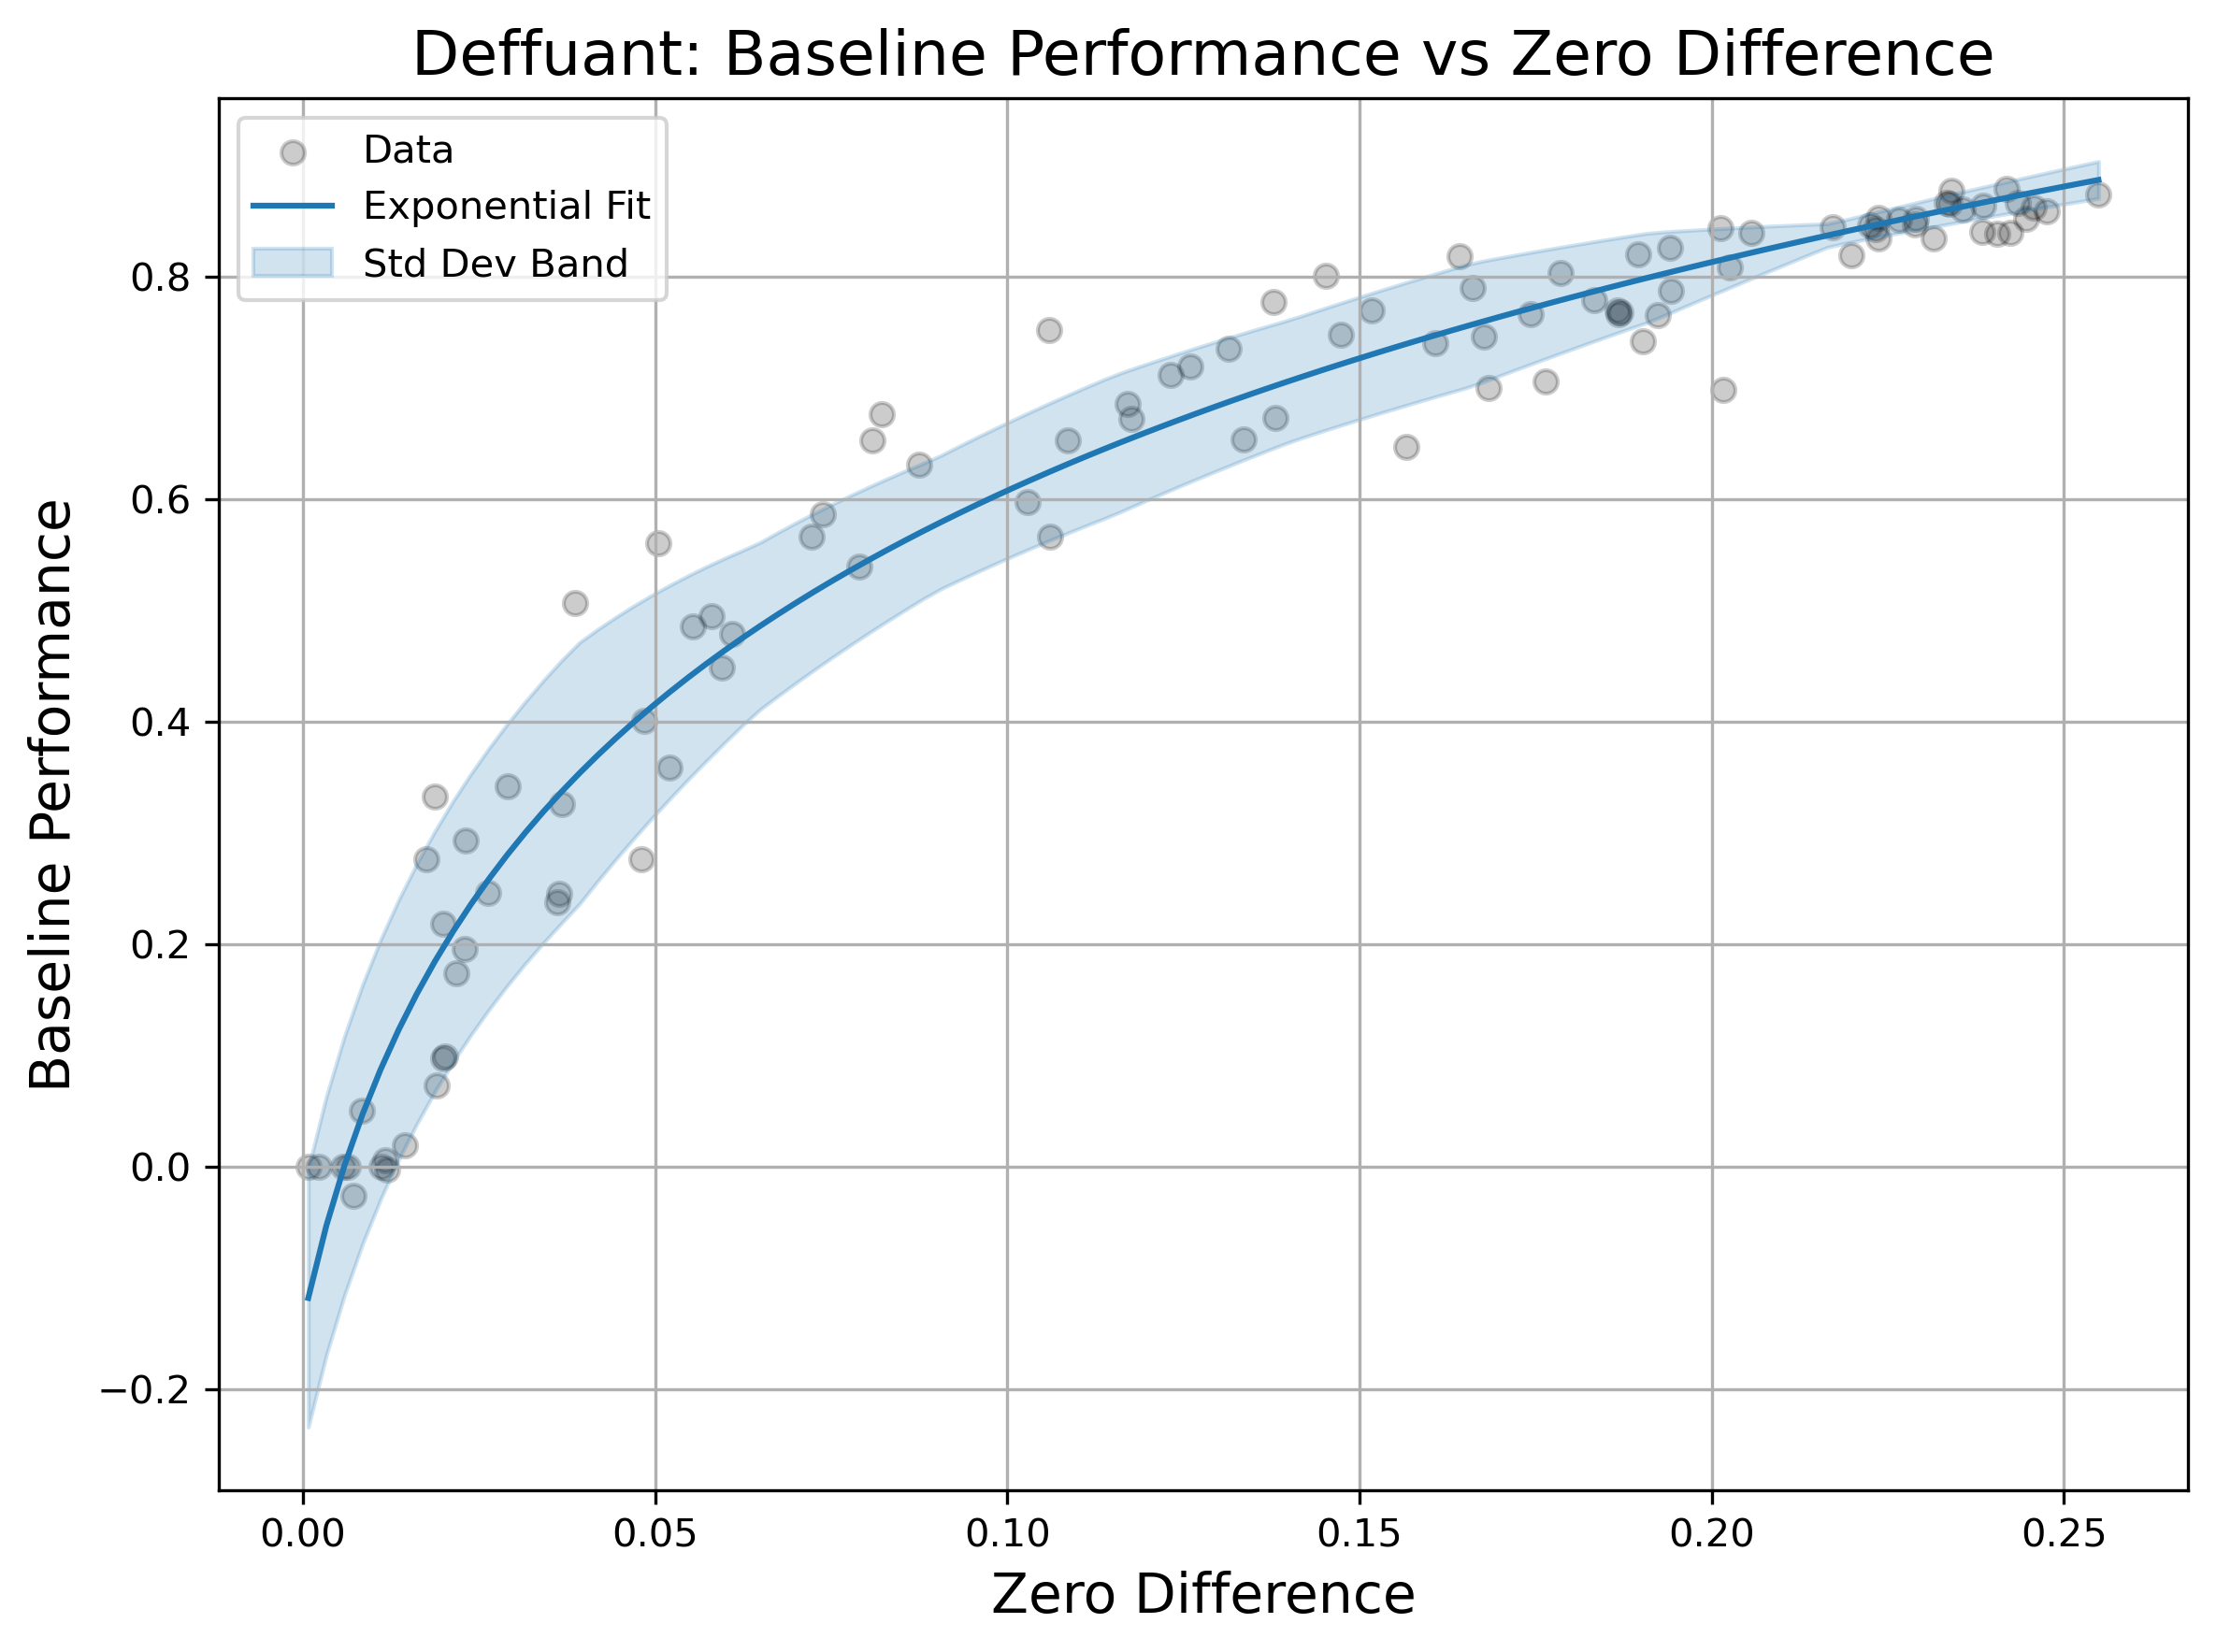 Deffuant: Baseline Performance vs Zero Difference
Data
Exponential Fit
Std Dev Band
Baseline Performance
0.8
0.6
0.4
0.2
0.0
−0.2
0.00 0.05 0.10 0.15 0.20 0.25
Zero Difference